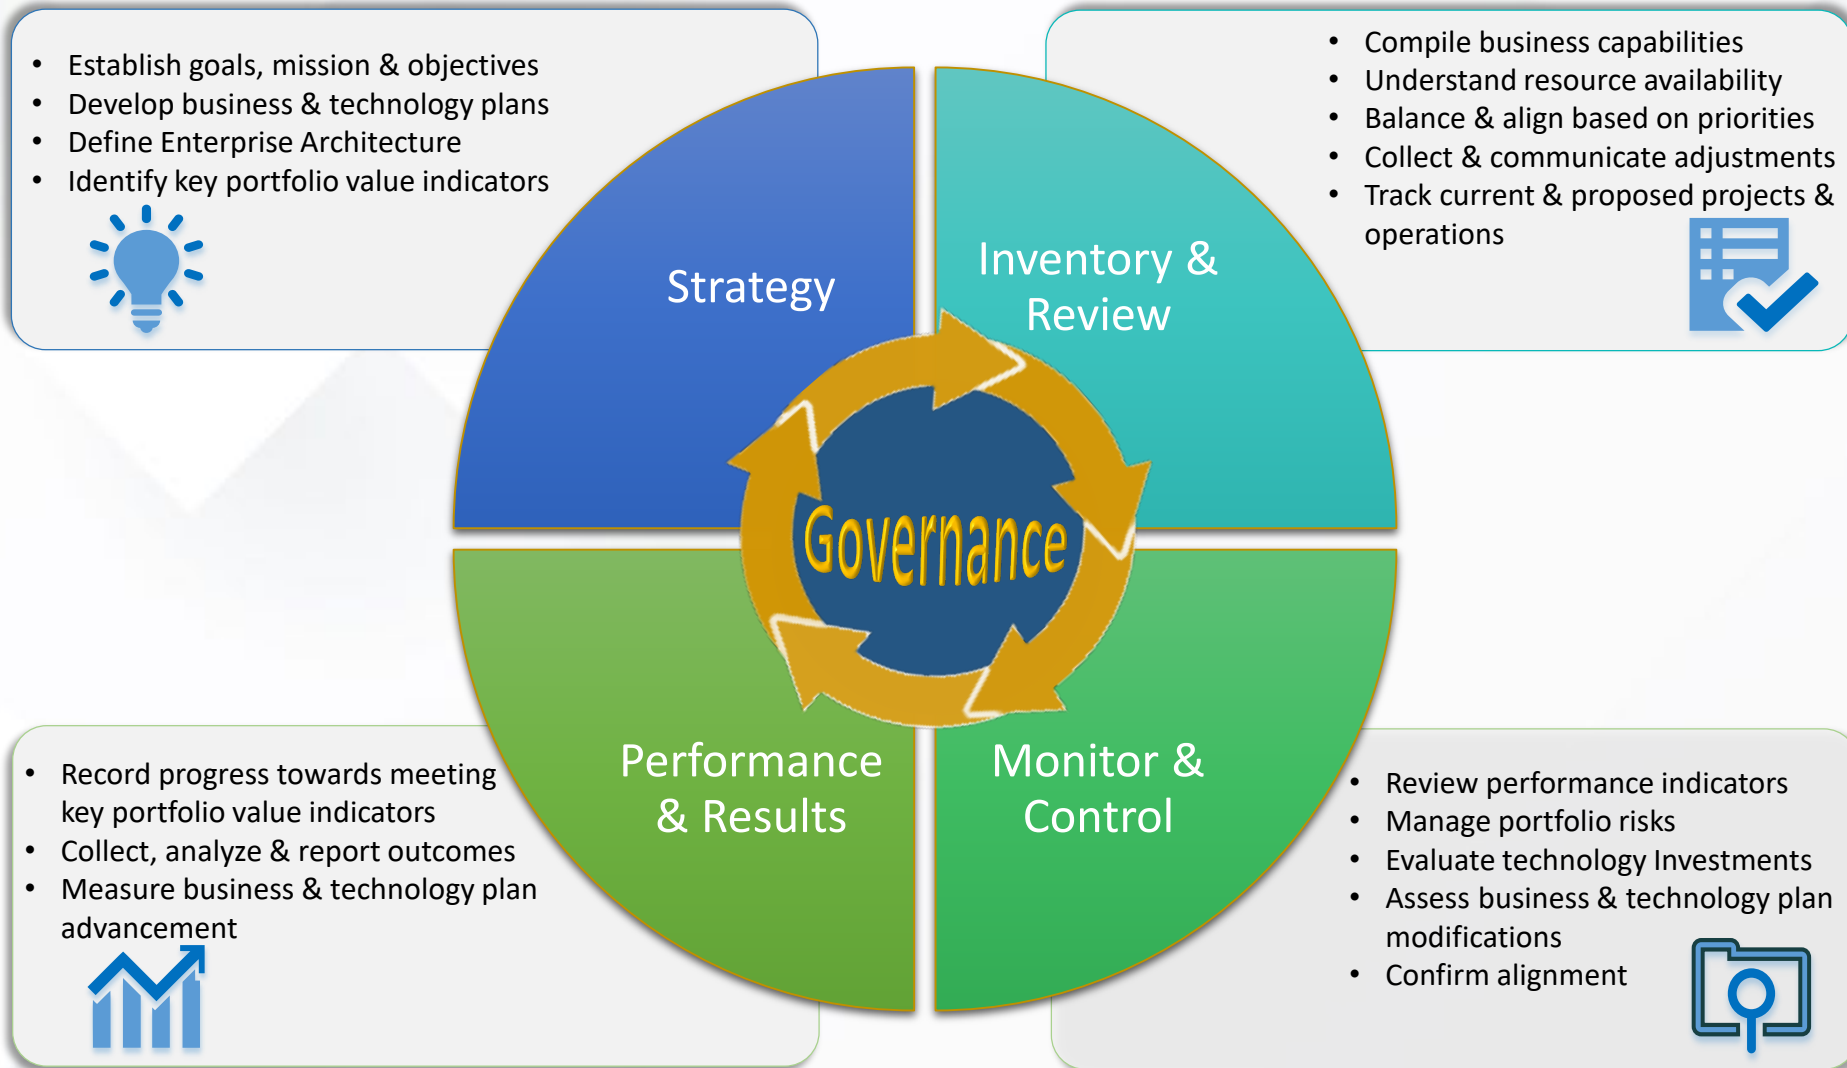 • Establish goals, mission & objectives
• Develop business & technology plans
• Define Enterprise Architecture
• Identify key portfolio value indicators
• Compile business capabilities
• Understand resource availability
• Balance & align based on priorities
• Collect & communicate adjustments
• Track current & proposed projects &
operations
Strategy
Inventory &
Review
Governance
Performance
& Results
Monitor &
Control
• Record progress towards meeting
key portfolio value indicators
• Collect, analyze & report outcomes
• Measure business & technology plan
advancement
• Review performance indicators
• Manage portfolio risks
• Evaluate technology Investments
• Assess business & technology plan
modifications
• Confirm alignment